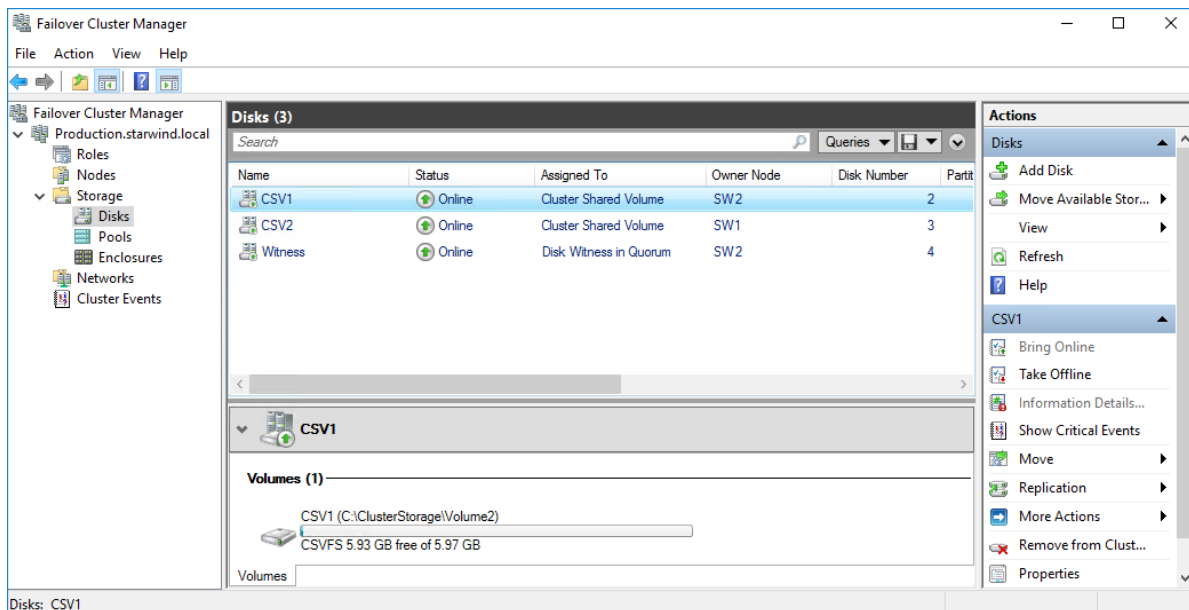 Failover Cluster Manager
File Action View Help
Failover Cluster Manager
Production.starwind.local
Roles
Nodes
Storage
Disks
Pools
Enclosures
Networks
Cluster Events
Disks (3)
Search
Queries
Name Status Assigned To Owner Node Disk Number Partit
CSV1 Online Cluster Shared Volume SW2 2
CSV2 Online Cluster Shared Volume SW1 3
Witness Online Disk Witness in Quorum SW2 4
CSV1
Volumes (1)
CSV1 (C:\ClusterStorage\Volume2)
CSVFS 5.93 GB free of 5.97 GB
Volumes
Actions
Disks
Add Disk
Move Available Stor...
View
Refresh
Help
CSV1
Bring Online
Take Offline
Information Details...
Show Critical Events
Move
Replication
More Actions
Remove from Clust...
Properties
Disks: CSV1